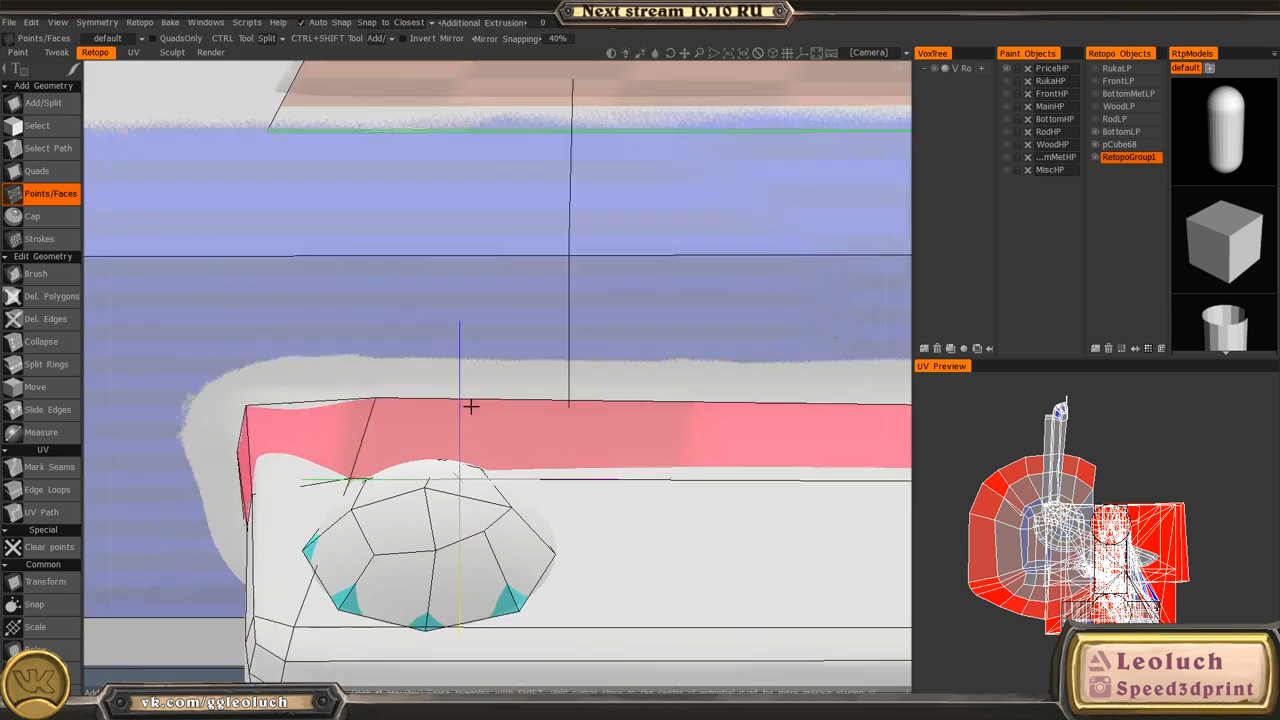 Next stream 10.10 RU
File Edit View Symmetry Retopo Bake Windows Scripts Help Auto Snap Snap to Closest Additional Extrusion 0
Points/Faces default QuadsOnly CTRL Tool Split CTRL+SHIFT Tool Add/ Invert Mirror Mirror Snapping 40%
Paint Tweak Retopo UV Sculpt Render [Camera]
VoxTree
V Ro +
Paint Objects
PricelHP
RukaHP
FrontHP
MainHP
BottomHP
RodHP
WoodHP
...mMetHP
MiscHP
Retopo Objects
RukaLP
FrontLP
BottomMetLP
WoodLP
RodLP
BottomLP
pCube68
RetopoGroup1
RtpModels
default
Add Geometry
Add/Split
Select
Select Path
Quads
Points/Faces
Cap
Strokes
Edit Geometry
Brush
Del. Polygons
Del. Edges
Collapse
Split Rings
Move
Slide Edges
Measure
UV
Mark Seams
Edge Loops
UV Path
Special
Clear points
Common
Transform
Snap
Scale
UV Preview
Leoluch
Speed3dprint
vk.com/ggleoluch